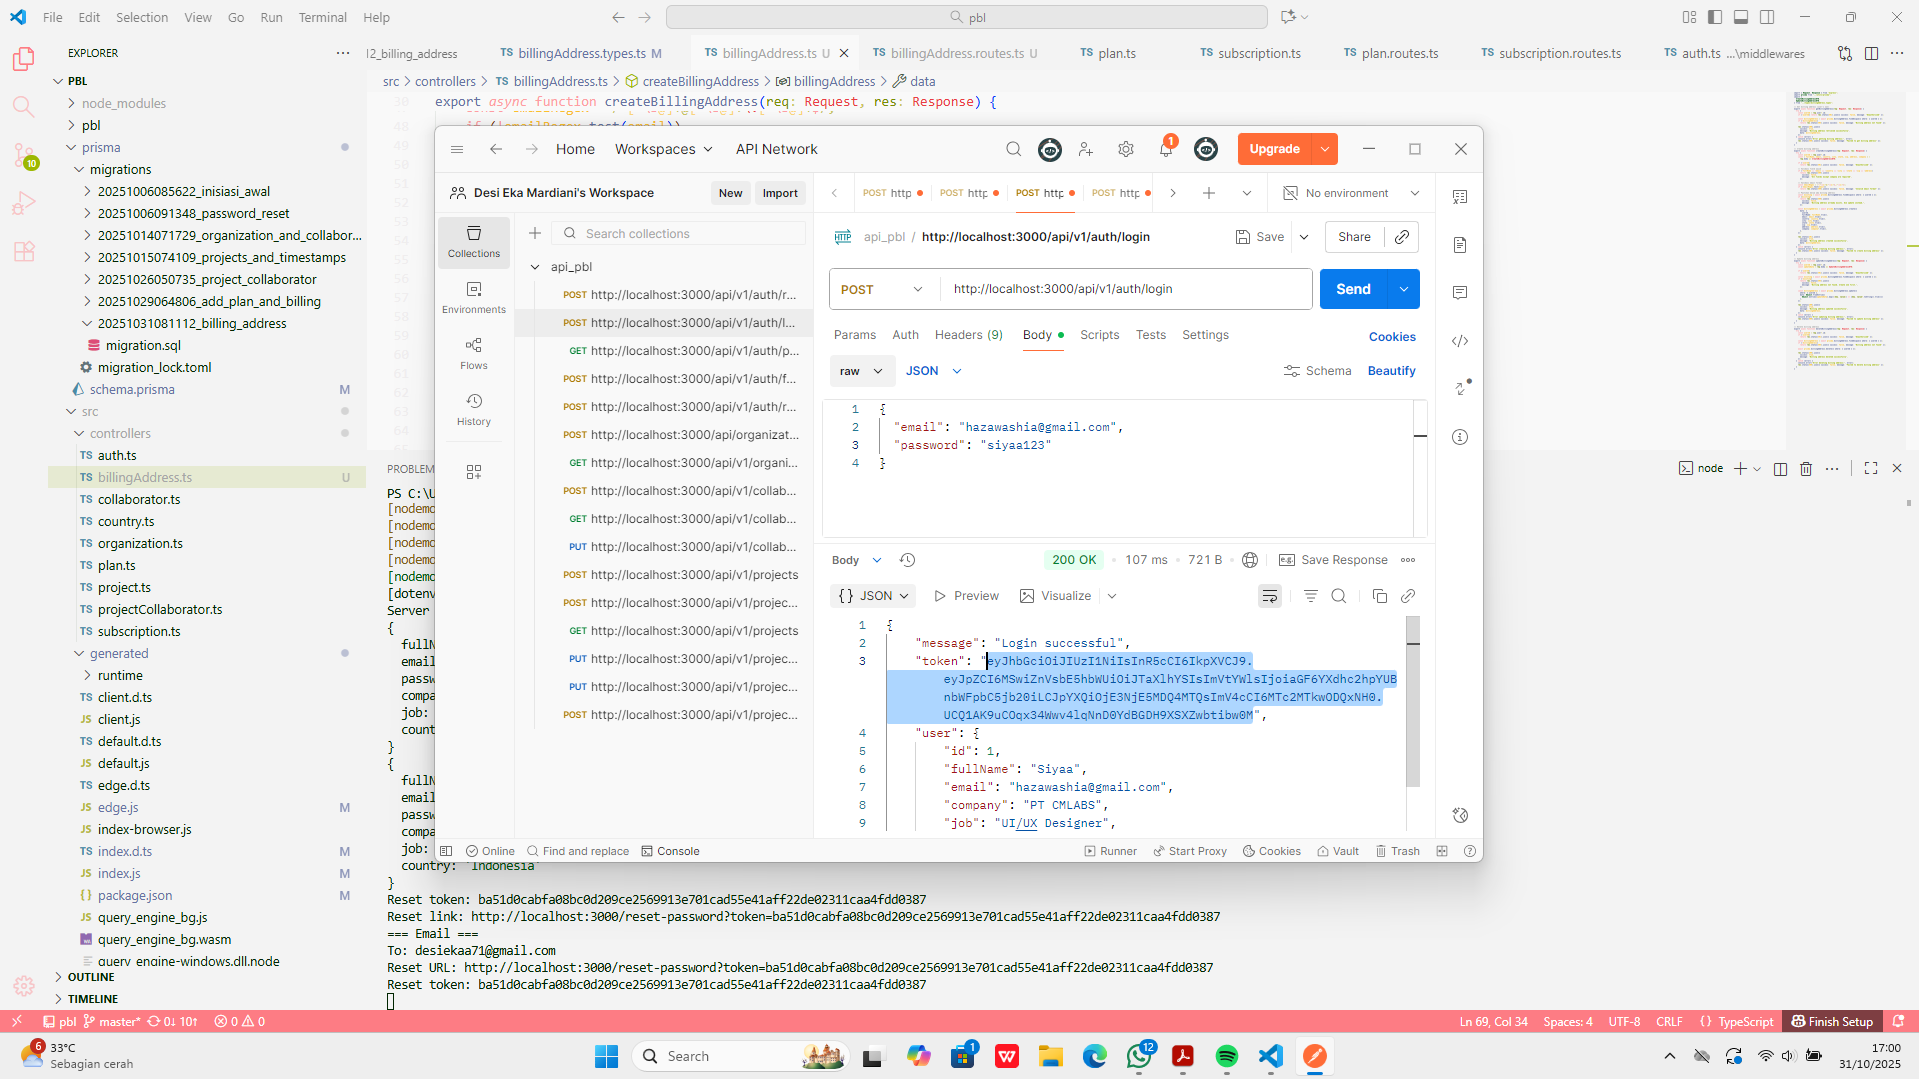 File Edit Selection View Go Run Terminal Help
pbl
EXPLORER
PBL
node_modules
pbl
prisma
migrations
20251006085622_inisiasi_awal
20251006091348_password_reset
20251014071729_organization_and_collabor...
20251015074109_projects_and_timestamps
20251026050735_project_collaborator
20251029064806_add_plan_and_billing
20251031081112_billing_address
migration.sql
migration_lock.toml
schema.prisma M
src
controllers
auth.ts
billingAddress.ts U
collaborator.ts
country.ts
organization.ts
plan.ts
project.ts
projectCollaborator.ts
subscription.ts
generated
runtime
client.d.ts
client.js
default.d.ts
default.js
edge.d.ts
edge.js M
index-browser.js
index.d.ts M
index.js M
package.json M
query_engine_bg.js
query_engine_bg.wasm
query_engine-windows.dll.node
OUTLINE
TIMELINE
10
l2_billing_address billingAddress.types.ts M billingAddress.ts U billingAddress.routes.ts U plan.ts subscription.ts plan.routes.ts subscription.routes.ts auth.ts ...\middlewares
src > controllers > billingAddress.ts > createBillingAddress > billingAddress > data
30 export async function createBillingAddress(req: Request, res: Response) {
Home Workspaces API Network 1 Upgrade
Desi Eka Mardiani's Workspace New Import
POST http POST http POST http POST http No environment
Collections
Environments
Flows
History
Search collections
api_pbl
POST http://localhost:3000/api/v1/auth/r...
POST http://localhost:3000/api/v1/auth/l...
GET http://localhost:3000/api/v1/auth/p...
POST http://localhost:3000/api/v1/auth/f...
POST http://localhost:3000/api/v1/auth/r...
POST http://localhost:3000/api/organizat...
GET http://localhost:3000/api/v1/organi...
POST http://localhost:3000/api/v1/collab...
GET http://localhost:3000/api/v1/collab...
PUT http://localhost:3000/api/v1/collab...
POST http://localhost:3000/api/v1/projects
POST http://localhost:3000/api/v1/projec...
GET http://localhost:3000/api/v1/projects
PUT http://localhost:3000/api/v1/projec...
PUT http://localhost:3000/api/v1/projec...
POST http://localhost:3000/api/v1/projec...
HTTP api_pbl / http://localhost:3000/api/v1/auth/login Save Share
POST http://localhost:3000/api/v1/auth/login Send
Params Auth Headers (9) Body Scripts Tests Settings Cookies
raw JSON Schema Beautify
1 {
2 "email": "hazawashia@gmail.com",
3 "password": "siyaa123"
4 }
Body 200 OK 107 ms 721 B Save Response
{} JSON Preview Visualize
1 {
2 "message": "Login successful",
3 "token": "eyJhbGciOiJIUzI1NiIsInR5cCI6IkpXVCJ9.
4 "user": {
5 "id": 1,
6 "fullName": "Siyaa",
7 "email": "hazawashia@gmail.com",
8 "company": "PT CMLABS",
9 "job": "UI/UX Designer",
Online Find and replace Console Runner Start Proxy Cookies Vault Trash
PROBLEM
node
PS C:\U
[nodemo
[nodemo
[nodemo
[nodemo
[nodemo
[dotenv
Server
{
fullN
email
passw
compa
job:
count
}
{
fullN
email
passw
compa
job:
country: 'Indonesia'
}
Reset token: ba51d0cabfa08bc0d209ce2569913e701cad55e41aff22de02311caa4fdd0387
Reset link: http://localhost:3000/reset-password?token=ba51d0cabfa08bc0d209ce2569913e701cad55e41aff22de02311caa4fdd0387
=== Email ===
To: desiekaa71@gmail.com
Reset URL: http://localhost:3000/reset-password?token=ba51d0cabfa08bc0d209ce2569913e701cad55e41aff22de02311caa4fdd0387
Reset token: ba51d0cabfa08bc0d209ce2569913e701cad55e41aff22de02311caa4fdd0387
pbl master* 0↓ 10↑ 0 0 Ln 69, Col 34 Spaces: 4 UTF-8 CRLF {} TypeScript Finish Setup
6 33°C
Sebagian cerah
Search
1
12
17:00
31/10/2025